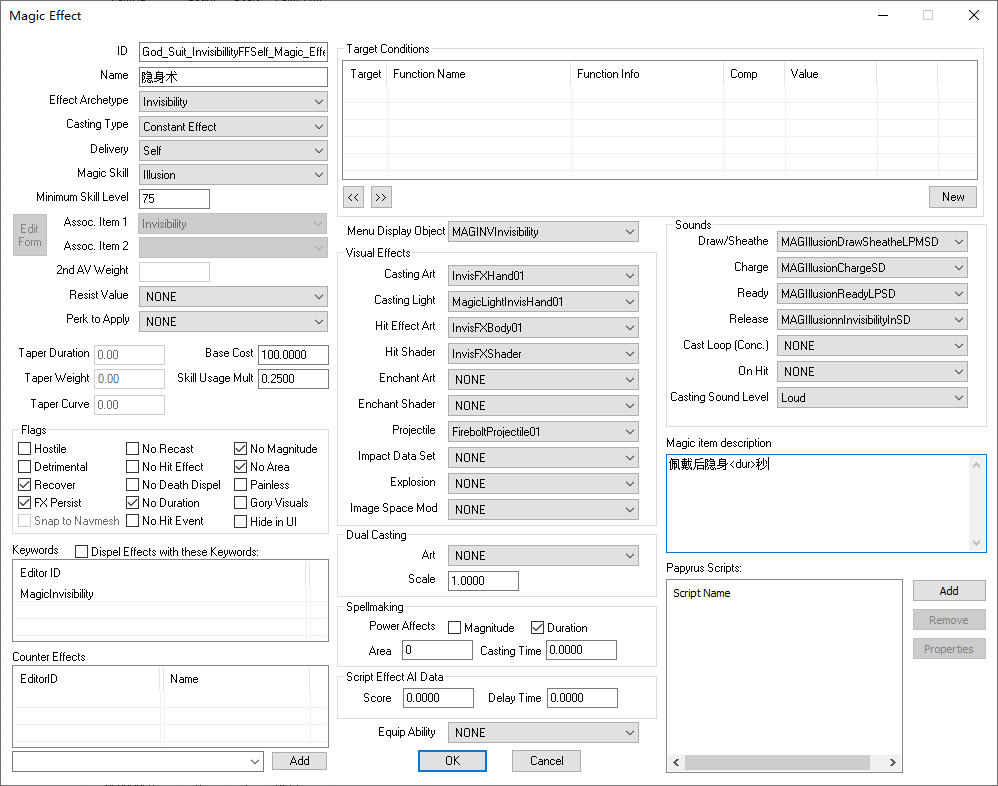 Magic Effect
ID God_Suit_InvisibillityFFSelf_Magic_Effe
Name 隐身术
Effect Archetype Invisibility
Casting Type Constant Effect
Delivery Self
Magic Skill Illusion
Minimum Skill Level 75
Edit Form
Assoc. Item 1 Invisibility
Assoc. Item 2
2nd AV Weight
Resist Value NONE
Perk to Apply NONE
Taper Duration 0.00 Base Cost 100.0000
Taper Weight 0.00 Skill Usage Mult 0.2500
Taper Curve 0.00
Flags
Hostile No Recast No Magnitude
Detrimental No Hit Effect No Area
Recover No Death Dispel Painless
FX Persist No Duration Gory Visuals
Snap to Navmesh No Hit Event Hide in UI
Keywords Dispel Effects with these Keywords:
Editor ID
MagicInvisibility
Counter Effects
EditorID Name
Add
Target Conditions
Target Function Name Function Info Comp Value
<< >> New
Menu Display Object MAGINVInvisibility
Visual Effects
Casting Art InvisFXHand01
Casting Light MagicLightInvisHand01
Hit Effect Art InvisFXBody01
Hit Shader InvisFXShader
Enchant Art NONE
Enchant Shader NONE
Projectile FireboltProjectile01
Impact Data Set NONE
Explosion NONE
Image Space Mod NONE
Dual Casting
Art NONE
Scale 1.0000
Spellmaking
Power Affects Magnitude Duration
Area 0 Casting Time 0.0000
Script Effect AI Data
Score 0.0000 Delay Time 0.0000
Equip Ability NONE
OK Cancel
Sounds
Draw/Sheathe MAGIllusionDrawSheatheLPMSD
Charge MAGIllusionChargeSD
Ready MAGIllusionReadyLPSD
Release MAGIllusionnInvisibilityInSD
Cast Loop (Conc.) NONE
On Hit NONE
Casting Sound Level Loud
Magic item description
佩戴后隐身<dur>秒
Papyrus Scripts:
Script Name
Add
Remove
Properties